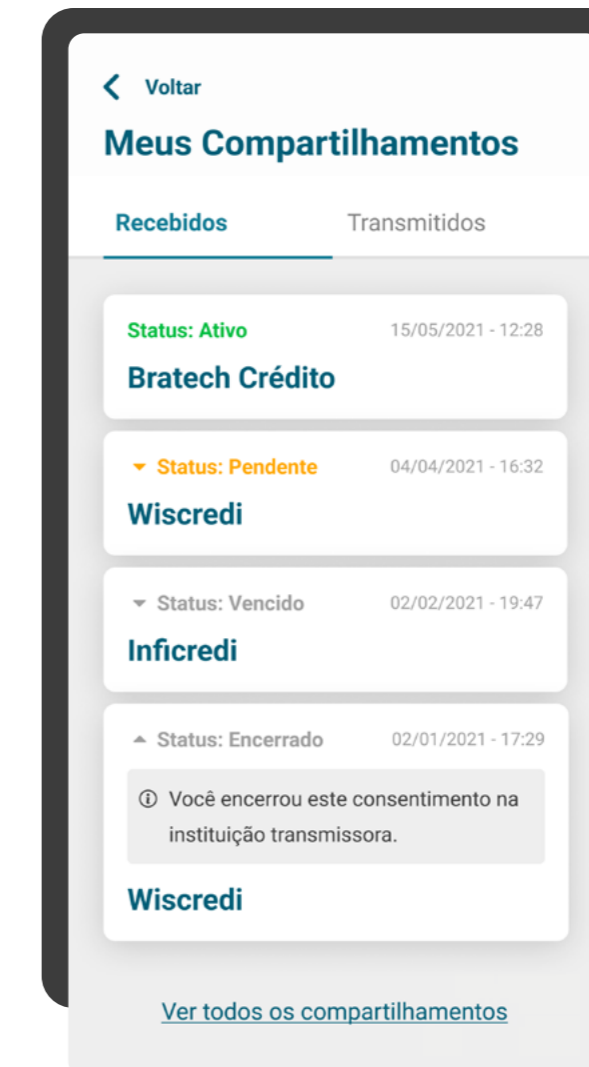 Voltar
Meus Compartilhamentos
Recebidos Transmitidos
Status: Ativo 15/05/2021 - 12:28
Bratech Crédito
Status: Pendente 04/04/2021 - 16:32
Wiscredi
Status: Vencido 02/02/2021 - 19:47
Inficredi
Status: Encerrado 02/01/2021 - 17:29
Você encerrou este consentimento na
instituição transmissora.
Wiscredi
Ver todos os compartilhamentos